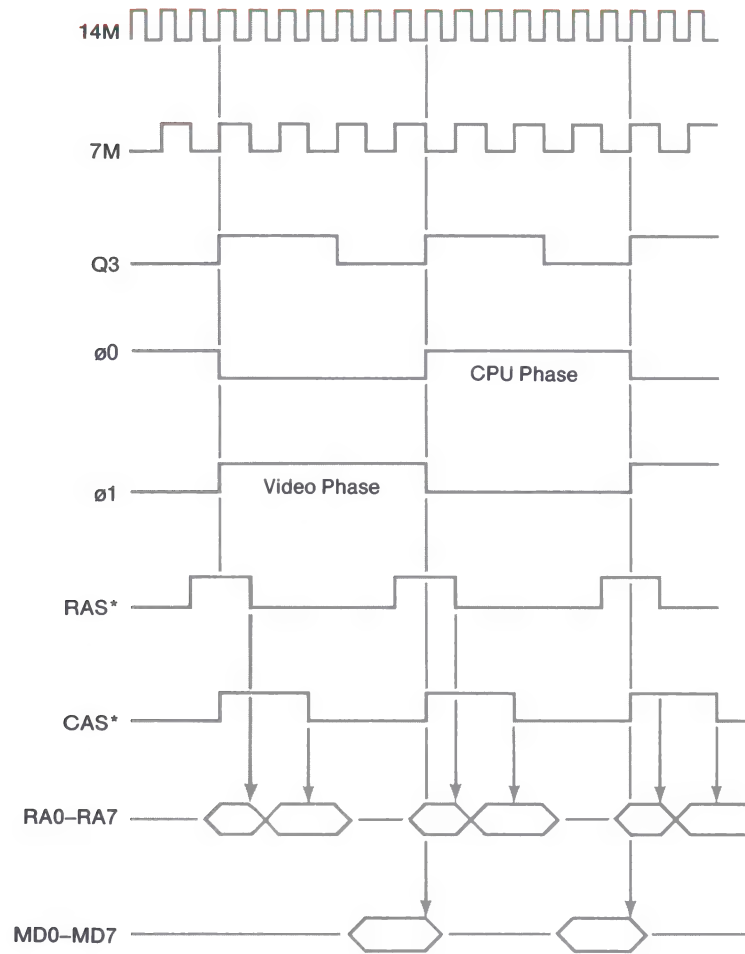 14M
7M
Q3
ø0
CPU Phase
ø1
Video Phase
RAS*
CAS*
RA0–RA7
MD0–MD7